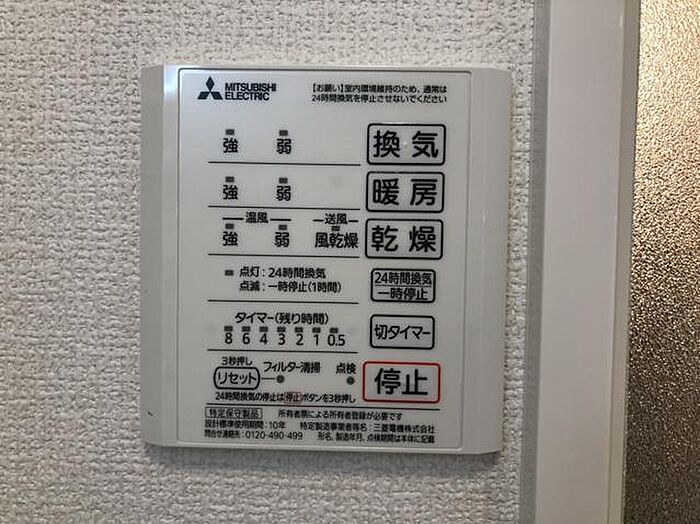 MITSUBISHI
ELECTRIC
【お願い】室内環境維持のため、通常は
24時間換気を停止させないでください
強 弱 換気
強 弱 暖房
温風 送風
強 弱 風乾燥 乾燥
点灯:24時間換気
点滅:一時停止(1時間)
24時間換気
一時停止
タイマー(残り時間)
8 6 4 3 2 1 0.5
切タイマー
3秒押し
リセット フィルター清掃 点検
停止
24時間換気の停止は停止ボタンを3秒押し
特定保守製品 所有者票による所有者登録が必要です
設計標準使用期間:10年 特定製造事業者等名:三菱電機株式会社
問合せ連絡先:0120-490-499 形名、製造年月、点検期間は本体に記載